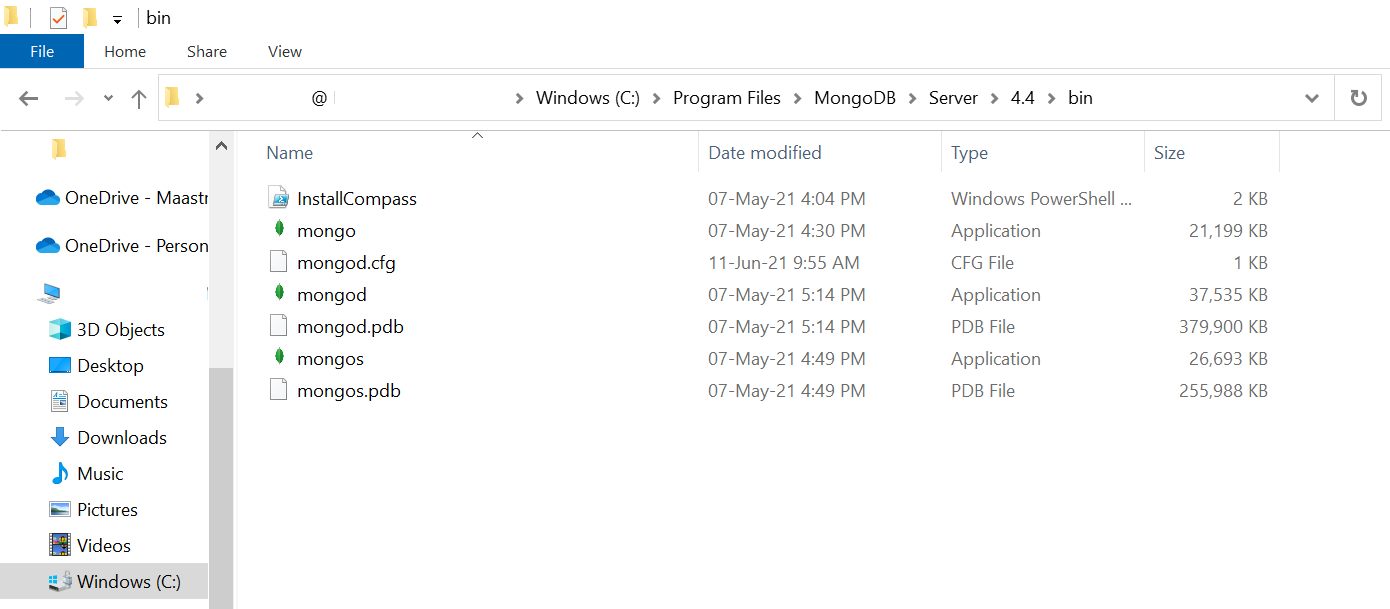 bin
File Home Share View
@ Windows (C:) Program Files MongoDB Server 4.4 bin
Name Date modified Type Size
OneDrive - Maastr
OneDrive - Person
3D Objects
Desktop
Documents
Downloads
Music
Pictures
Videos
Windows (C:)
InstallCompass 07-May-21 4:04 PM Windows PowerShell ... 2 KB
mongo 07-May-21 4:30 PM Application 21,199 KB
mongod.cfg 11-Jun-21 9:55 AM CFG File 1 KB
mongod 07-May-21 5:14 PM Application 37,535 KB
mongod.pdb 07-May-21 5:14 PM PDB File 379,900 KB
mongos 07-May-21 4:49 PM Application 26,693 KB
mongos.pdb 07-May-21 4:49 PM PDB File 255,988 KB